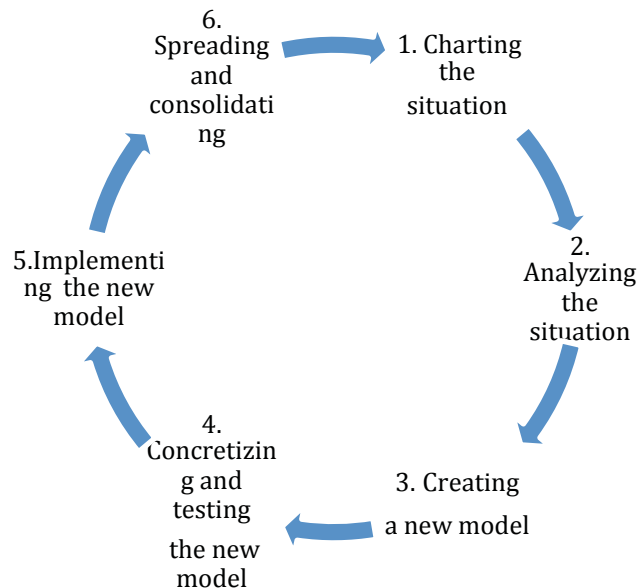 1. Charting
the
situation
2.
Analyzing
the
situation
3. Creating
a new model
4.
Concretizin
g and
testing
the new
model
5.Implementi
ng the new
model
6.
Spreading
and
consolidati
ng